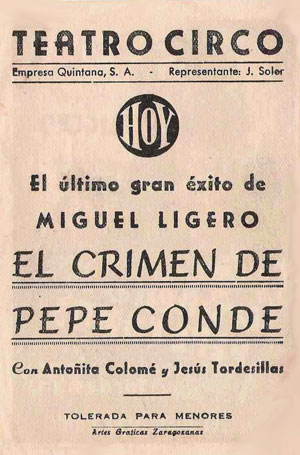 TEATRO CIRCO
Empresa Quintana, S. A. - Representante: J. Soler
HOY
El último gran éxito de
MIGUEL LIGERO
EL CRIMEN DE
PEPE CONDE
Con Antoñita Colomé y Jesús Tordesillas
TOLERADA PARA MENORES
Artes Gráficas Zaragozanas